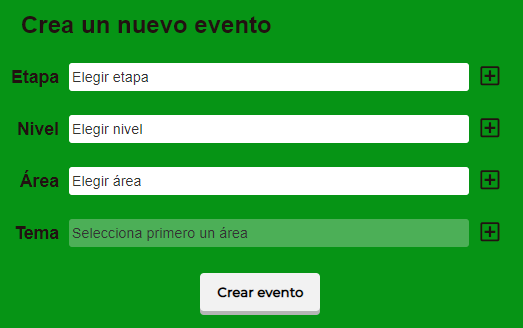 Crea un nuevo evento
Etapa Elegir etapa
Nivel Elegir nivel
Área Elegir área
Tema Selecciona primero un área
Crear evento